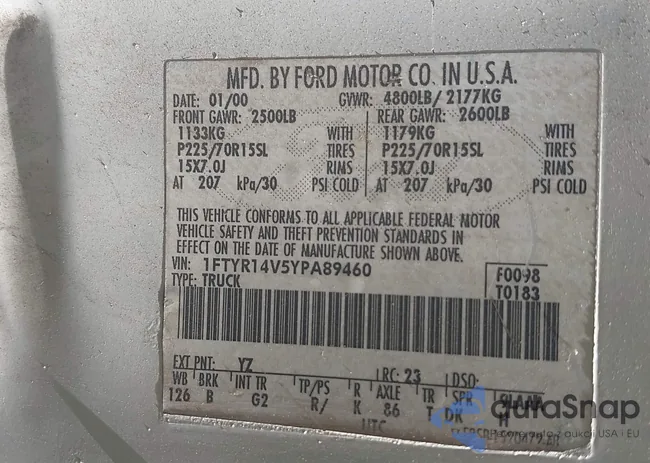 MFD. BY FORD MOTOR CO. IN U.S.A.
DATE: 01/00 GVWR: 4800LB/ 2177KG
FRONT GAWR: 2500LB REAR GAWR: 2600LB
1133KG WITH 1179KG WITH
P225/70R15SL TIRES P225/70R15SL TIRES
15X7.0J RIMS 15X7.0J RIMS
AT 207 kPa/30 PSI COLD AT 207 kPa/30 PSI COLD
THIS VEHICLE CONFORMS TO ALL APPLICABLE FEDERAL MOTOR
VEHICLE SAFETY AND THEFT PREVENTION STANDARDS IN
EFFECT ON THE DATE OF MANUFACTURE SHOWN ABOVE.
VIN: 1FTYR14V5YPA89460
TYPE: TRUCK
F0098
T0183
EXT PNT: YZ RC: 23 DSO:
WB BRK INT TR TP/PS R AXLE TR SPR
126 B G2 R/ K 86 T DK H
UTC
autoSnap